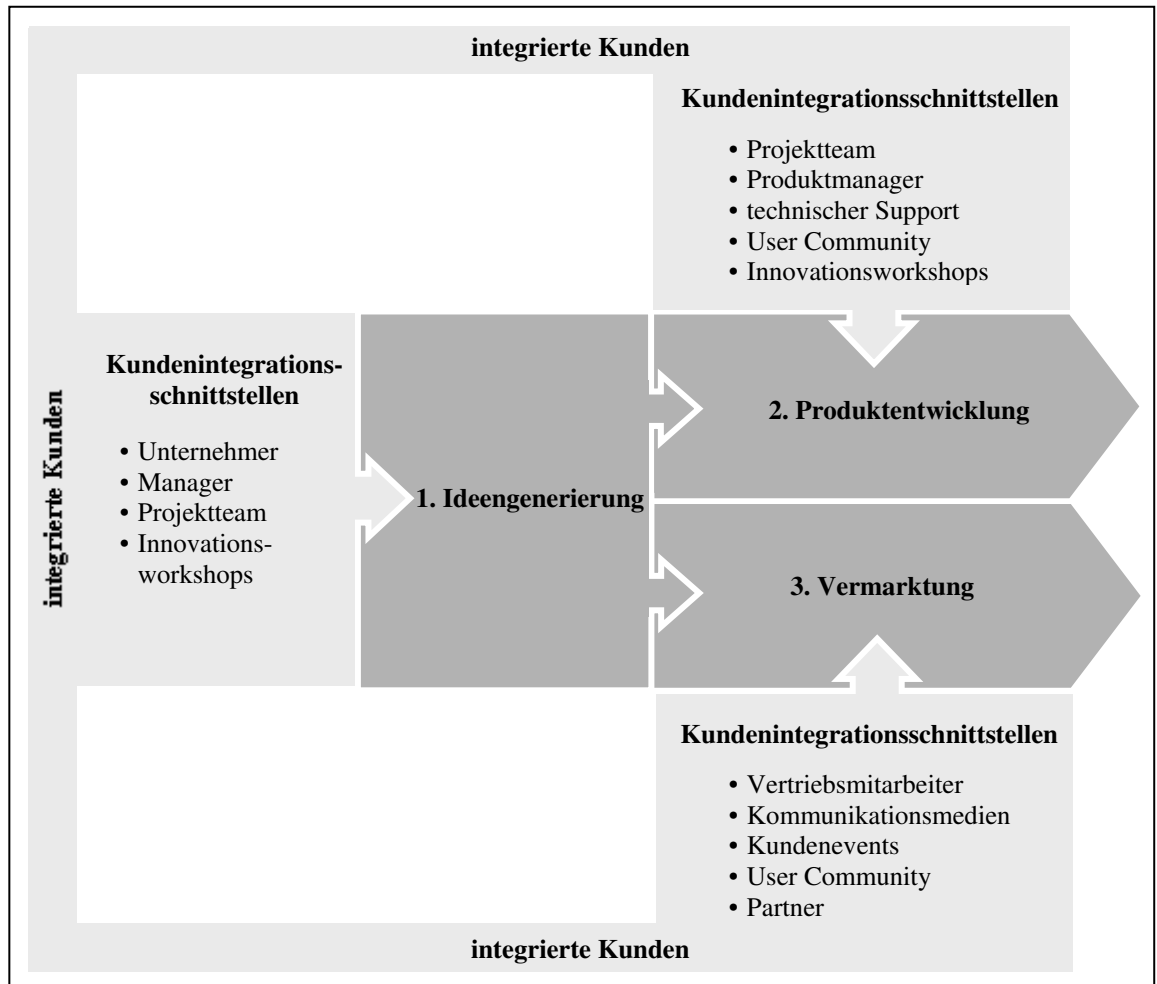 integrierte Kunden
Kundenintegrationsschnittstellen
• Projektteam
• Produktmanager
• technischer Support
• User Community
• Innovationsworkshops
integrierte Kunden
Kundenintegrations-
schnittstellen
• Unternehmer
• Manager
• Projektteam
• Innovations-
workshops
1. Ideengenerierung
2. Produktentwicklung
3. Vermarktung
Kundenintegrationsschnittstellen
• Vertriebsmitarbeiter
• Kommunikationsmedien
• Kundenevents
• User Community
• Partner
integrierte Kunden